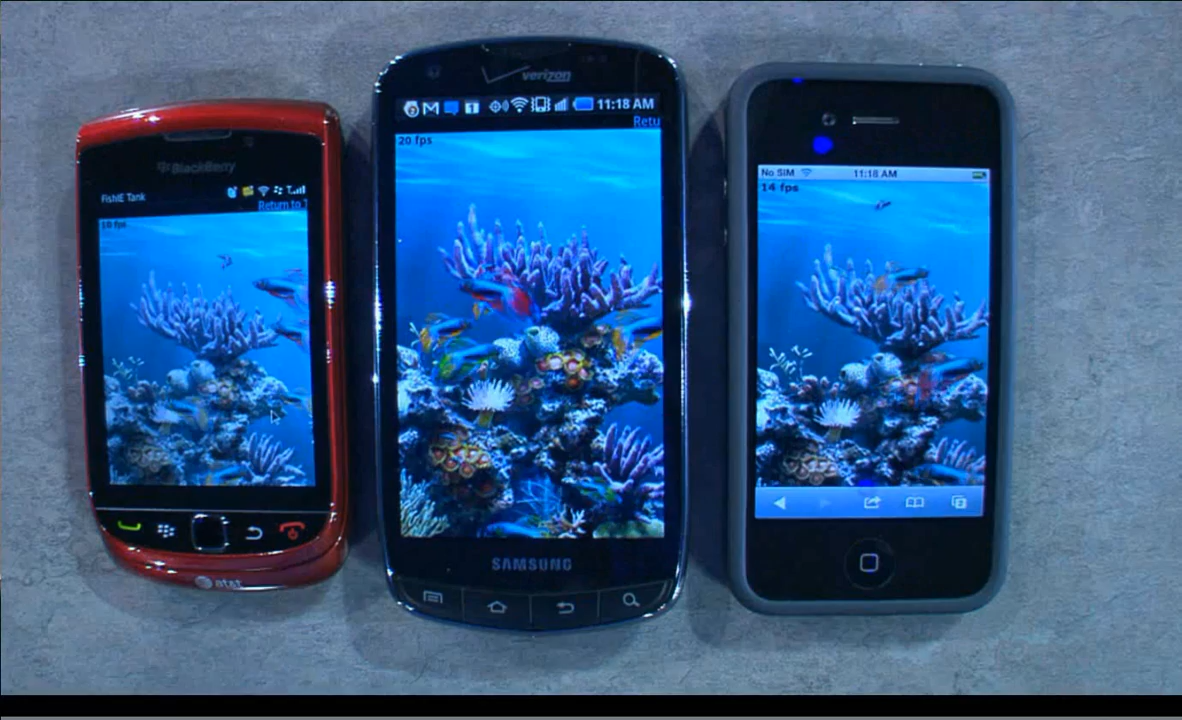 BlackBerry
FishIE Tank
Return to
10 fps
at&t
verizon
11:18 AM
Retu
20 fps
SAMSUNG
No SIM
11:18 AM
14 fps